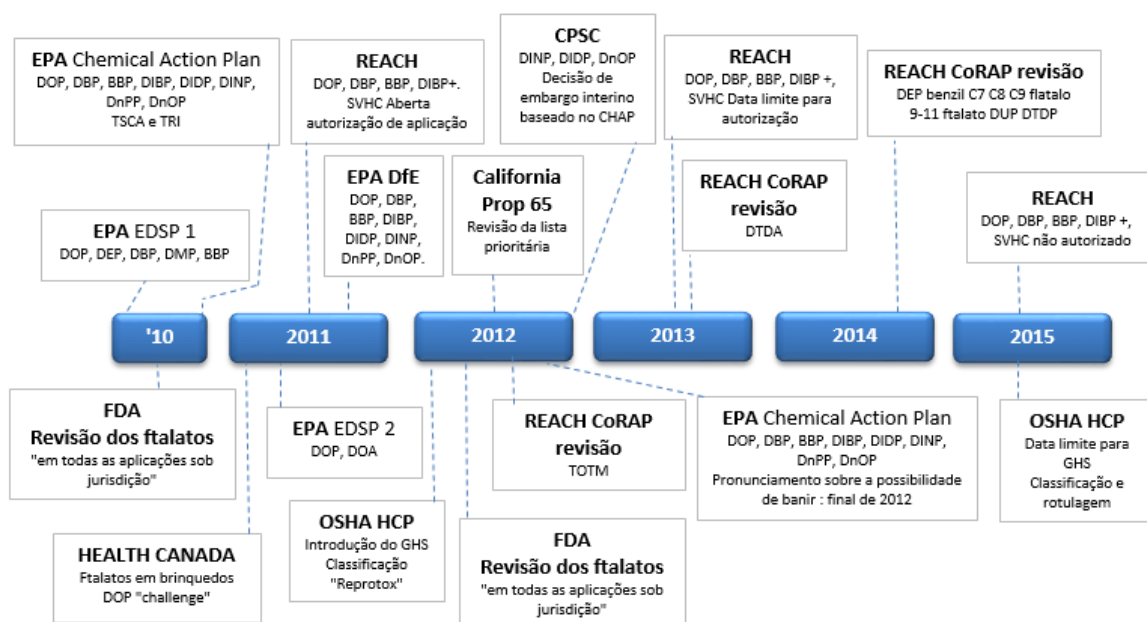 EPA Chemical Action Plan
DOP, DBP, BBP, DIBP, DIDP, DINP,
DnPP, DnOP
TSCA e TRI
REACH
DOP, DBP, BBP, DIBP+.
SVHC Aberta
autorização de aplicação
CPSC
DINP, DIDP, DnOP
Decisão de
embargo interino
baseado no CHAP
REACH
DOP, DBP, BBP, DIBP +,
SVHC Data limite para
autorização
REACH CoRAP revisão
DEP benzil C7 C8 C9 flatalo
9-11 ftalato DUP DTDP
EPA EDSP 1
DOP, DEP, DBP, DMP, BBP
EPA DfE
DOP, DBP,
BBP, DIBP,
DIDP, DINP,
DnPP, DnOP.
California
Prop 65
Revisão da lista
prioritária
REACH CoRAP
revisão
DTDA
REACH
DOP, DBP, BBP, DIBP +,
SVHC não autorizado
'10
2011
2012
2013
2014
2015
FDA
Revisão dos ftalatos
"em todas as aplicações sob
jurisdição"
EPA EDSP 2
DOP, DOA
REACH CoRAP
revisão
TOTM
EPA Chemical Action Plan
DOP, DBP, BBP, DIBP, DIDP, DINP,
DnPP, DnOP
Pronunciamento sobre a possibilidade
de banir : final de 2012
OSHA HCP
Data limite para
GHS
Classificação e
rotulagem
HEALTH CANADA
Ftalatos em brinquedos
DOP "challenge"
OSHA HCP
Introdução do GHS
Classificação
"Reprotox"
FDA
Revisão dos ftalatos
"em todas as aplicações sob
jurisdição"